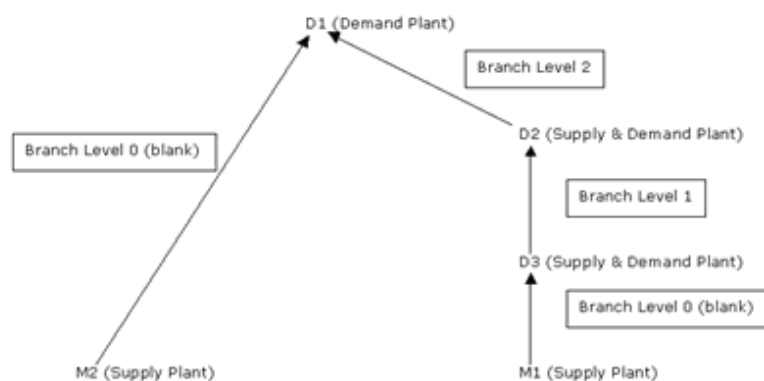 D1 (Demand Plant)
Branch Level 2
D2 (Supply & Demand Plant)
Branch Level 0 (blank)
Branch Level 1
D3 (Supply & Demand Plant)
Branch Level 0 (blank)
M2 (Supply Plant)
M1 (Supply Plant)